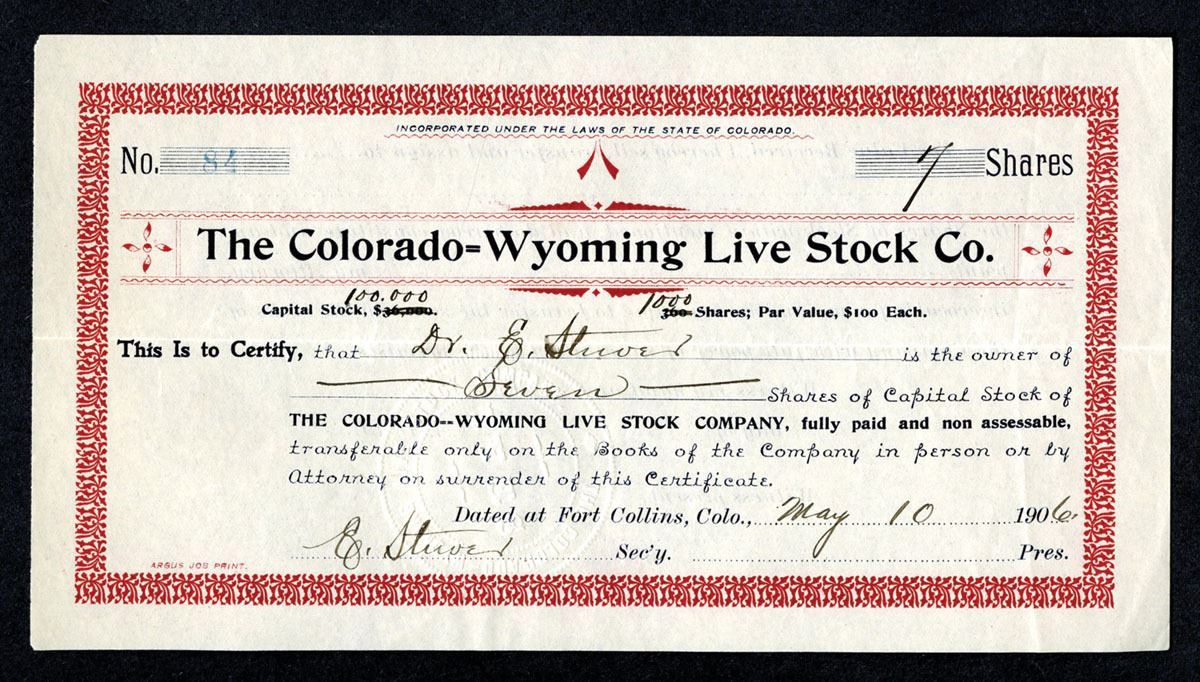 INCORPORATED UNDER THE LAWS OF THE STATE OF COLORADO.
No. 84 7 Shares
The Colorado=Wyoming Live Stock Co.
100.000 1000
Capital Stock, $36,000. 360 Shares; Par Value, $100 Each.
This Is to Certify, that Dr. E. Stuver is the owner of
Seven Shares of Capital Stock of
THE COLORADO--WYOMING LIVE STOCK COMPANY, fully paid and non assessable,
transferable only on the Books of the Company in person or by
Attorney on surrender of this Certificate.
Dated at Fort Collins, Colo., May 10 1906.
E. Stuver Sec'y. Pres.
ARGUS JOB PRINT.